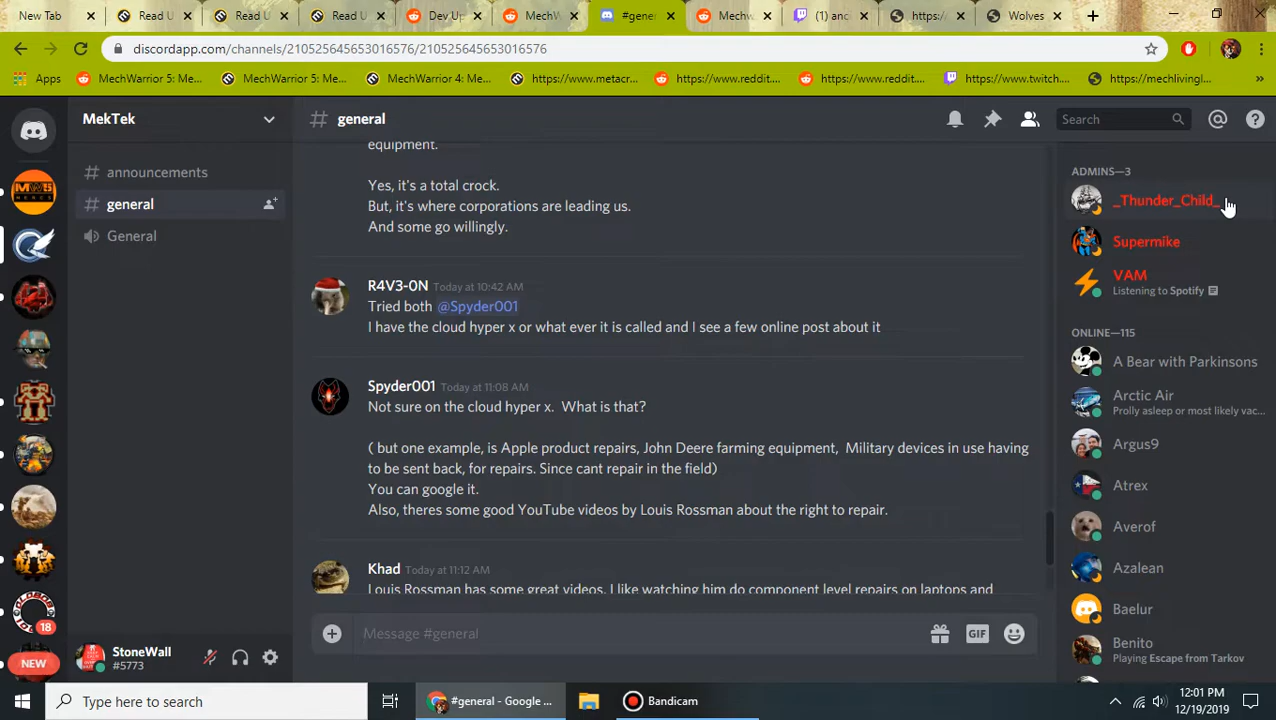 New Tab
Read U
Read U
Read U
Dev Up
MechW
#gene
Mechw
(1) anc
https:/
Wolves
discordapp.com/channels/210525645653016576/210525645653016576
Apps
MechWarrior 5: Me...
MechWarrior 5: Me...
MechWarrior 4: Me...
https://www.metacr...
https://www.reddit....
https://www.reddit....
https://www.twitch....
https://mechlivingl...
MekTek
# general
Search
# announcements
# general
General
equipment.
Yes, it's a total crock.
But, it's where corporations are leading us.
And some go willingly.
R4V3-0N Today at 10:42 AM
Tried both @Spyder001
I have the cloud hyper x or what ever it is called and I see a few online post about it
Spyder001 Today at 11:08 AM
Not sure on the cloud hyper x. What is that?
( but one example, is Apple product repairs, John Deere farming equipment, Military devices in use having
to be sent back, for repairs. Since cant repair in the field)
You can google it.
Also, theres some good YouTube videos by Louis Rossman about the right to repair.
Khad Today at 11:12 AM
Louis Rossman has some great videos. I like watching him do component level repairs on laptops and
Message #general
GIF
ADMINS—3
_Thunder_Child_
Supermike
VAM
Listening to Spotify
ONLINE—115
A Bear with Parkinsons
Arctic Air
Prolly asleep or most likely vac...
Argus9
Atrex
Averof
Azalean
Baelur
Benito
Playing Escape from Tarkov
18
NEW
StoneWall
#5773
Type here to search
#general - Google ...
Bandicam
12:01 PM
12/19/2019